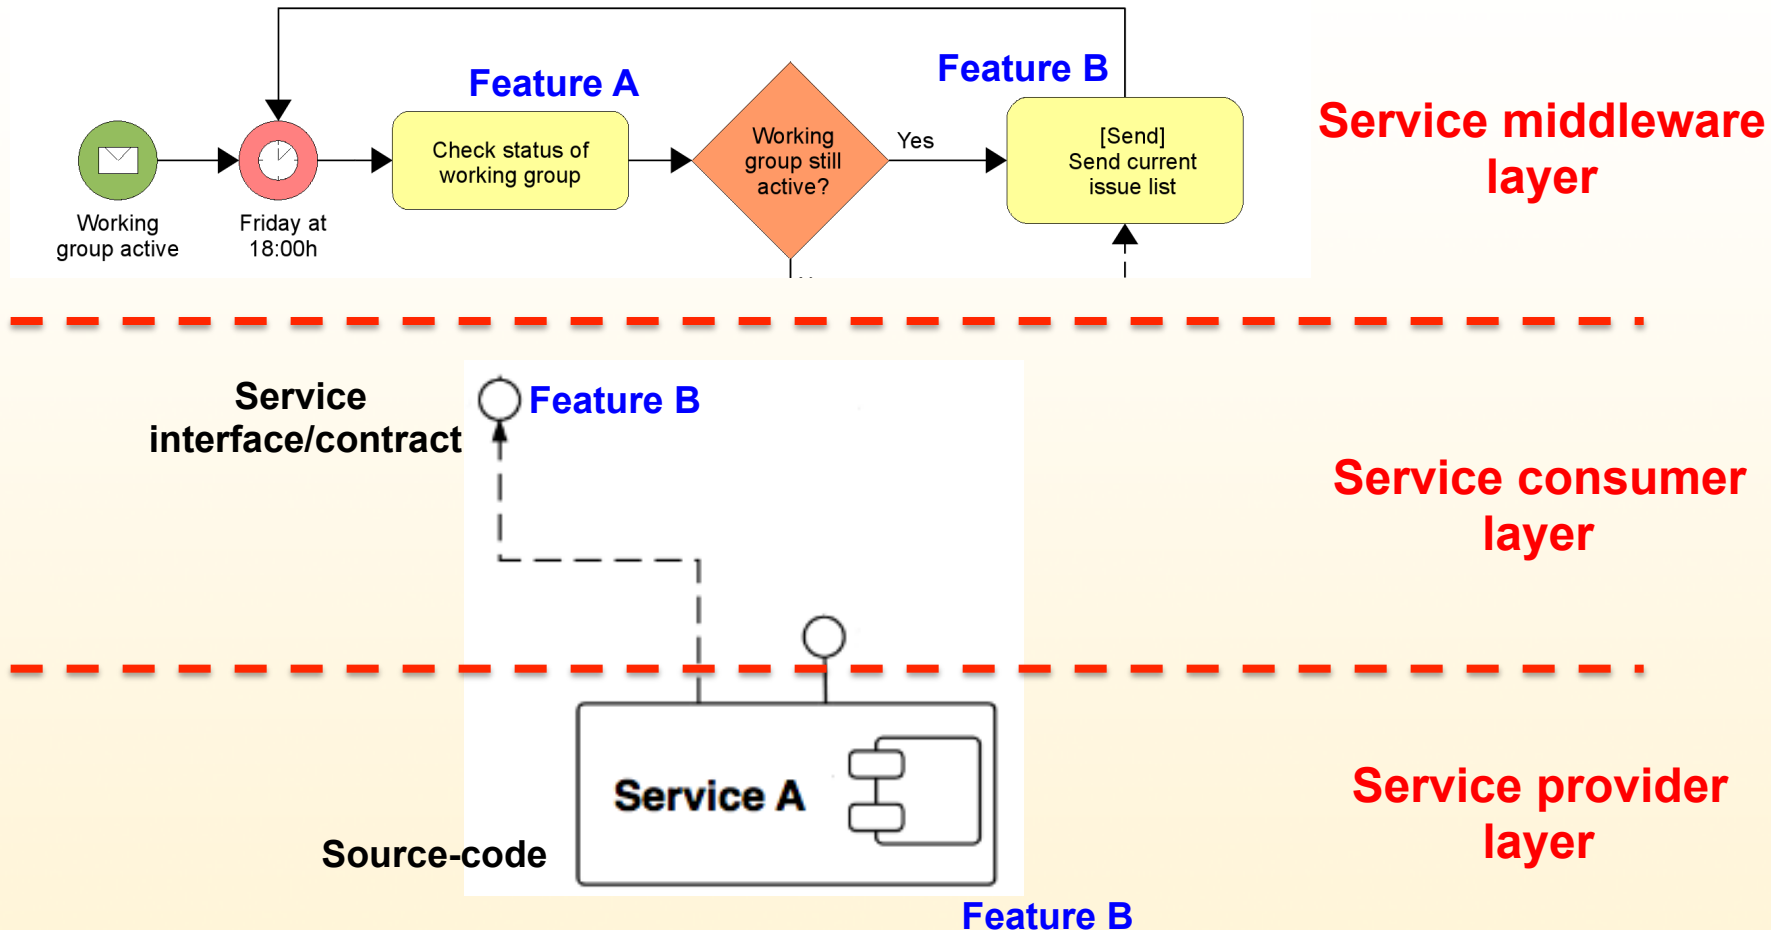 Feature A
Feature B
Service middleware
layer
Check status of
working group
Working
group still
active?
Yes
[Send]
Send current
issue list
Working
group active
Friday at
18:00h
Service
interface/contract
Feature B
Service consumer
layer
Service A
Source-code
Service provider
layer
Feature B